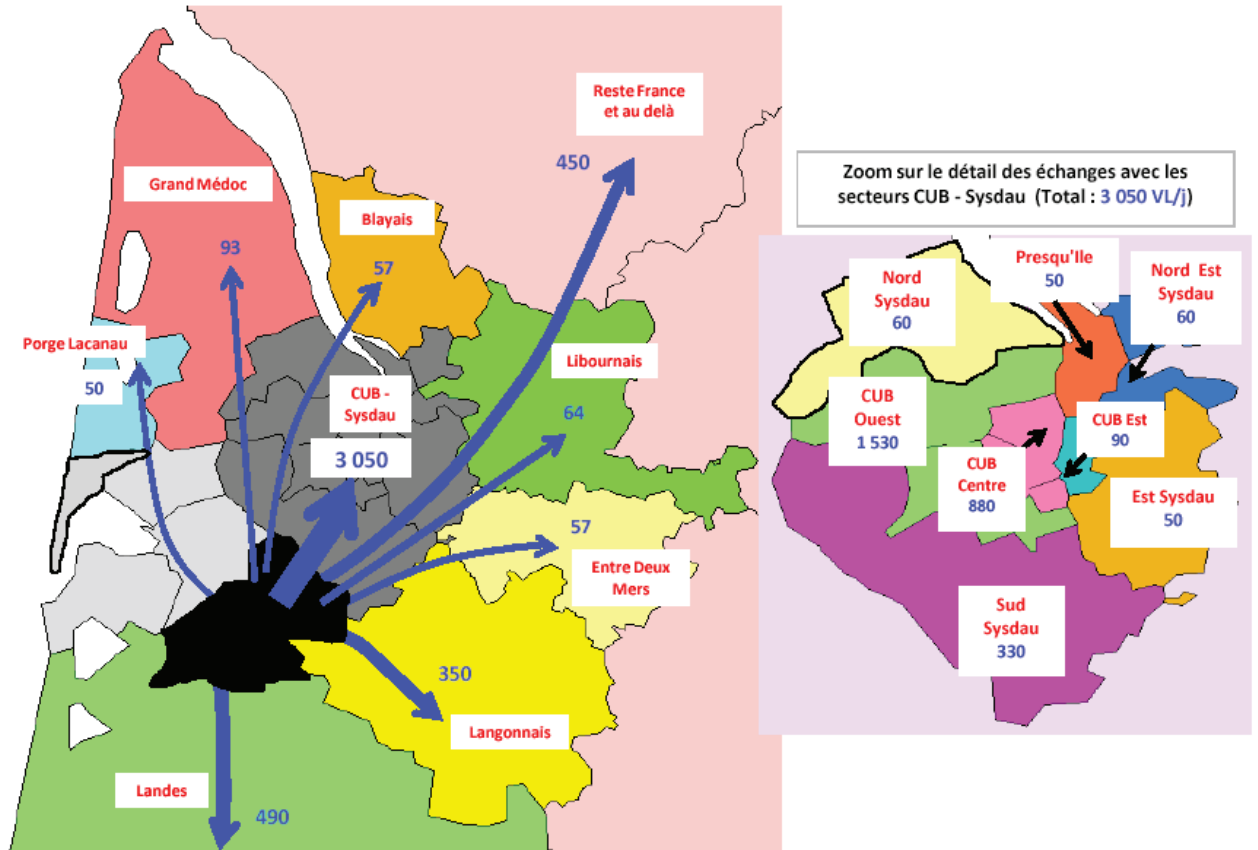 Reste France
et au delà
450
Grand Médoc
93
Blayais
57
Porge Lacanau
50
CUB -
Sysdau
3 050
Libournais
64
57
Entre Deux
Mers
350
Langonnais
Landes
490
Zoom sur le détail des échanges avec les
secteurs CUB - Sysdau (Total : 3 050 VL/j)
Presqu'Ile
50
Nord Est
Sysdau
60
Nord
Sysdau
60
CUB
Ouest
1 530
CUB Est
90
CUB
Centre
880
Est Sysdau
50
Sud
Sysdau
330